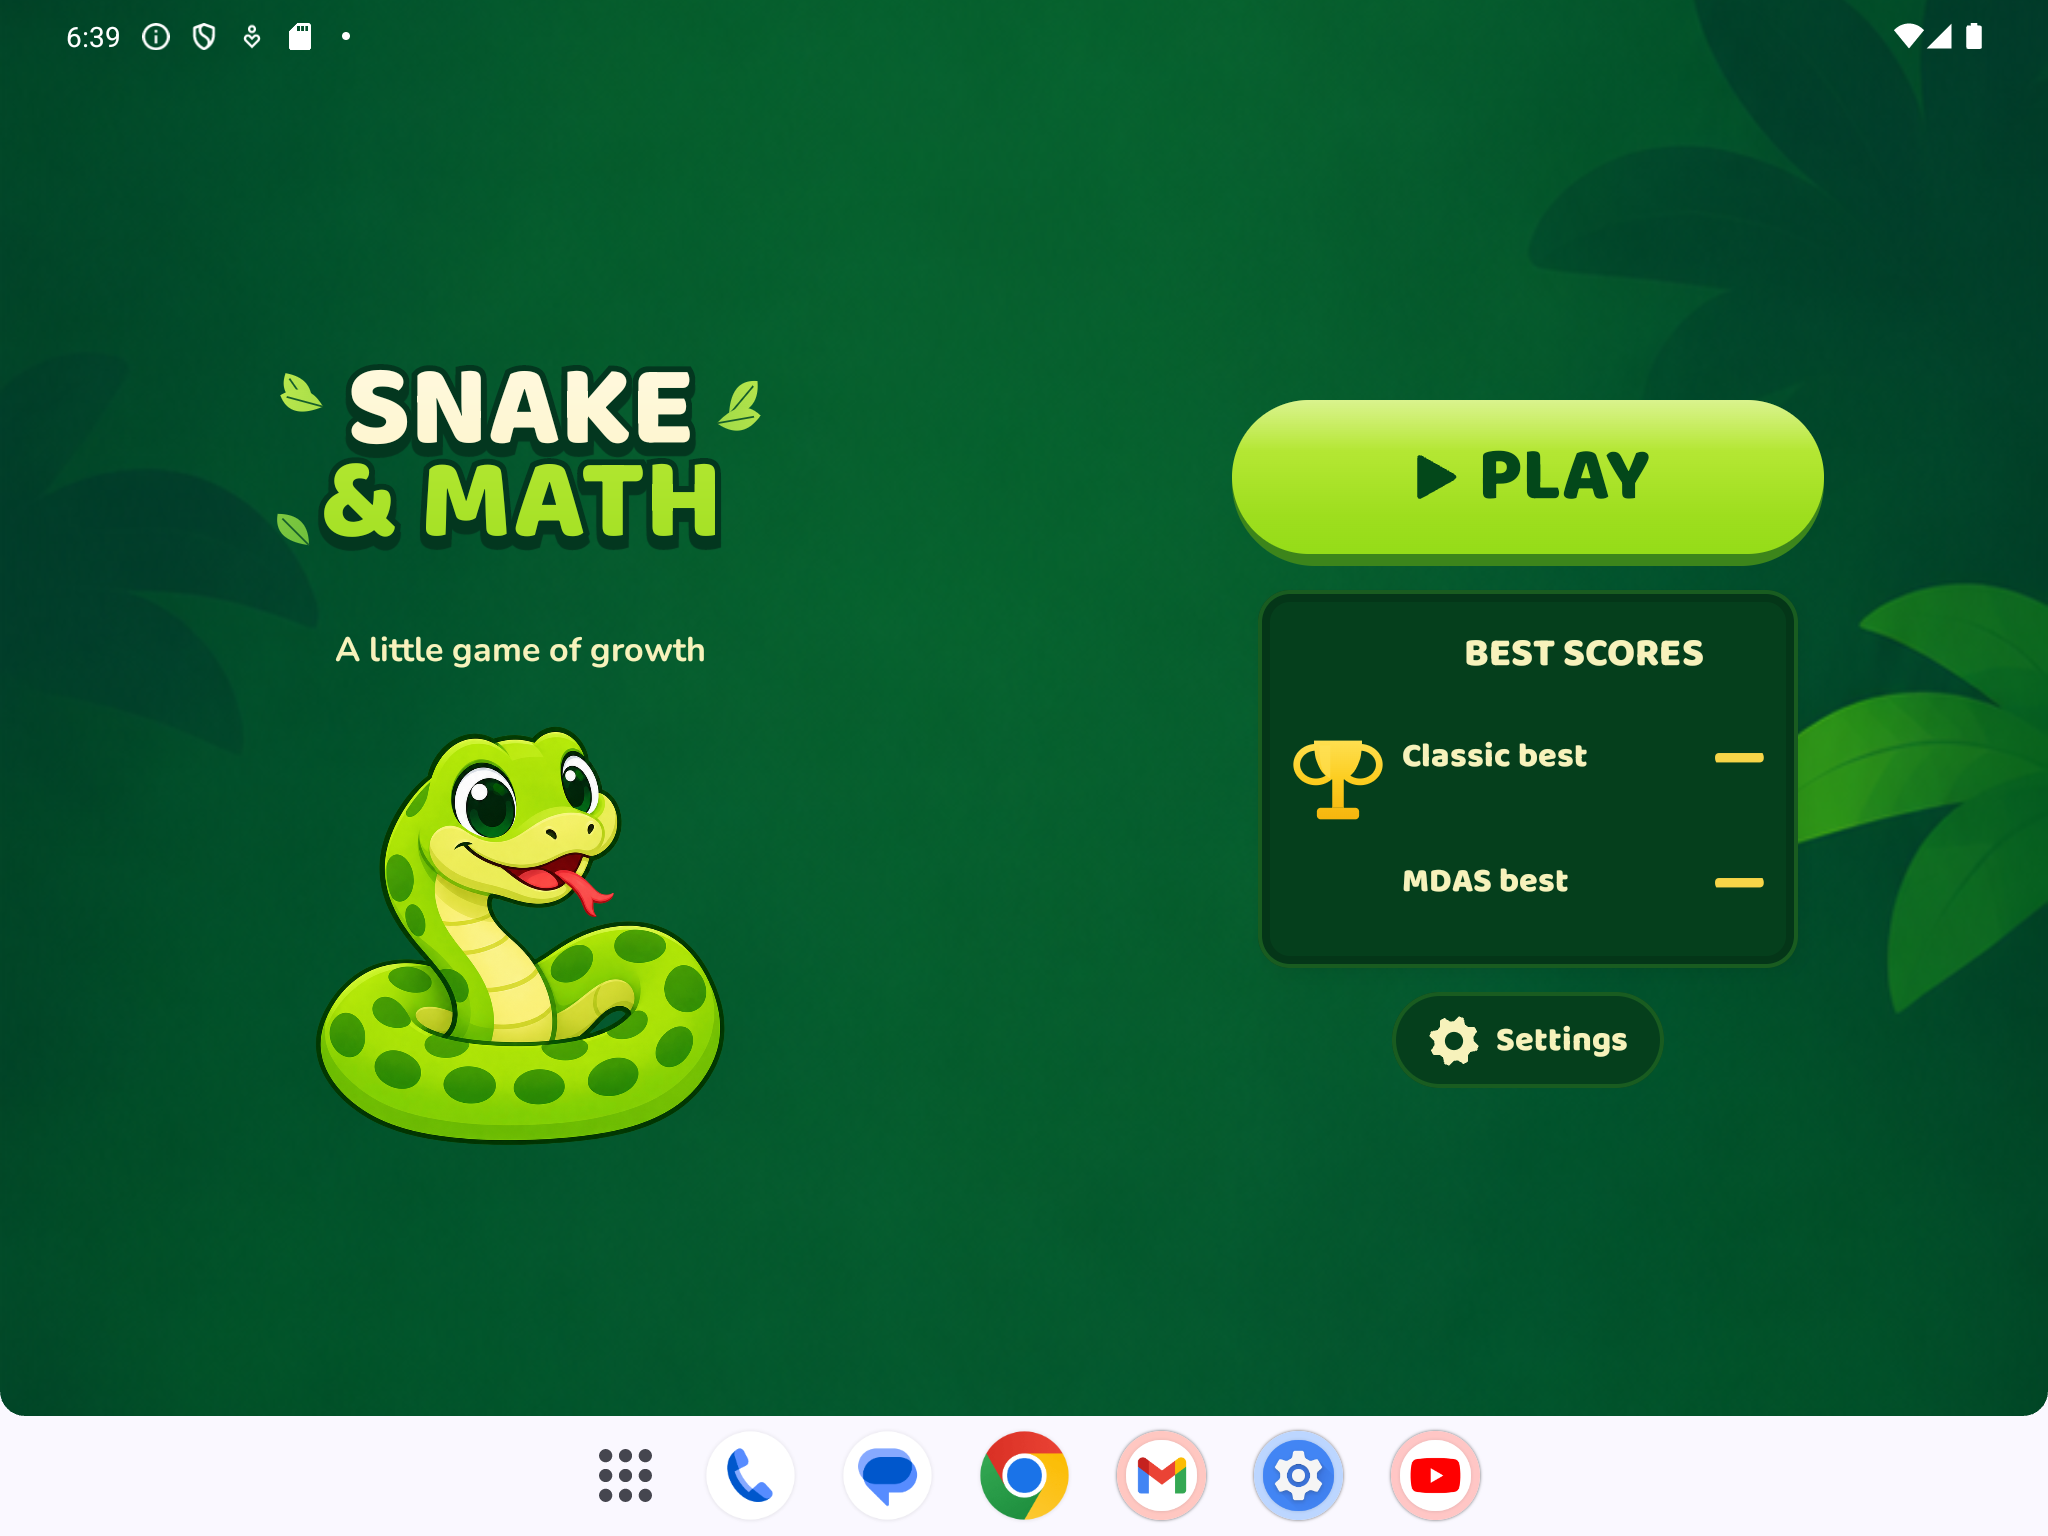 6:39
SNAKE
& MATH
A little game of growth
PLAY
BEST SCORES
Classic best —
MDAS best —
Settings